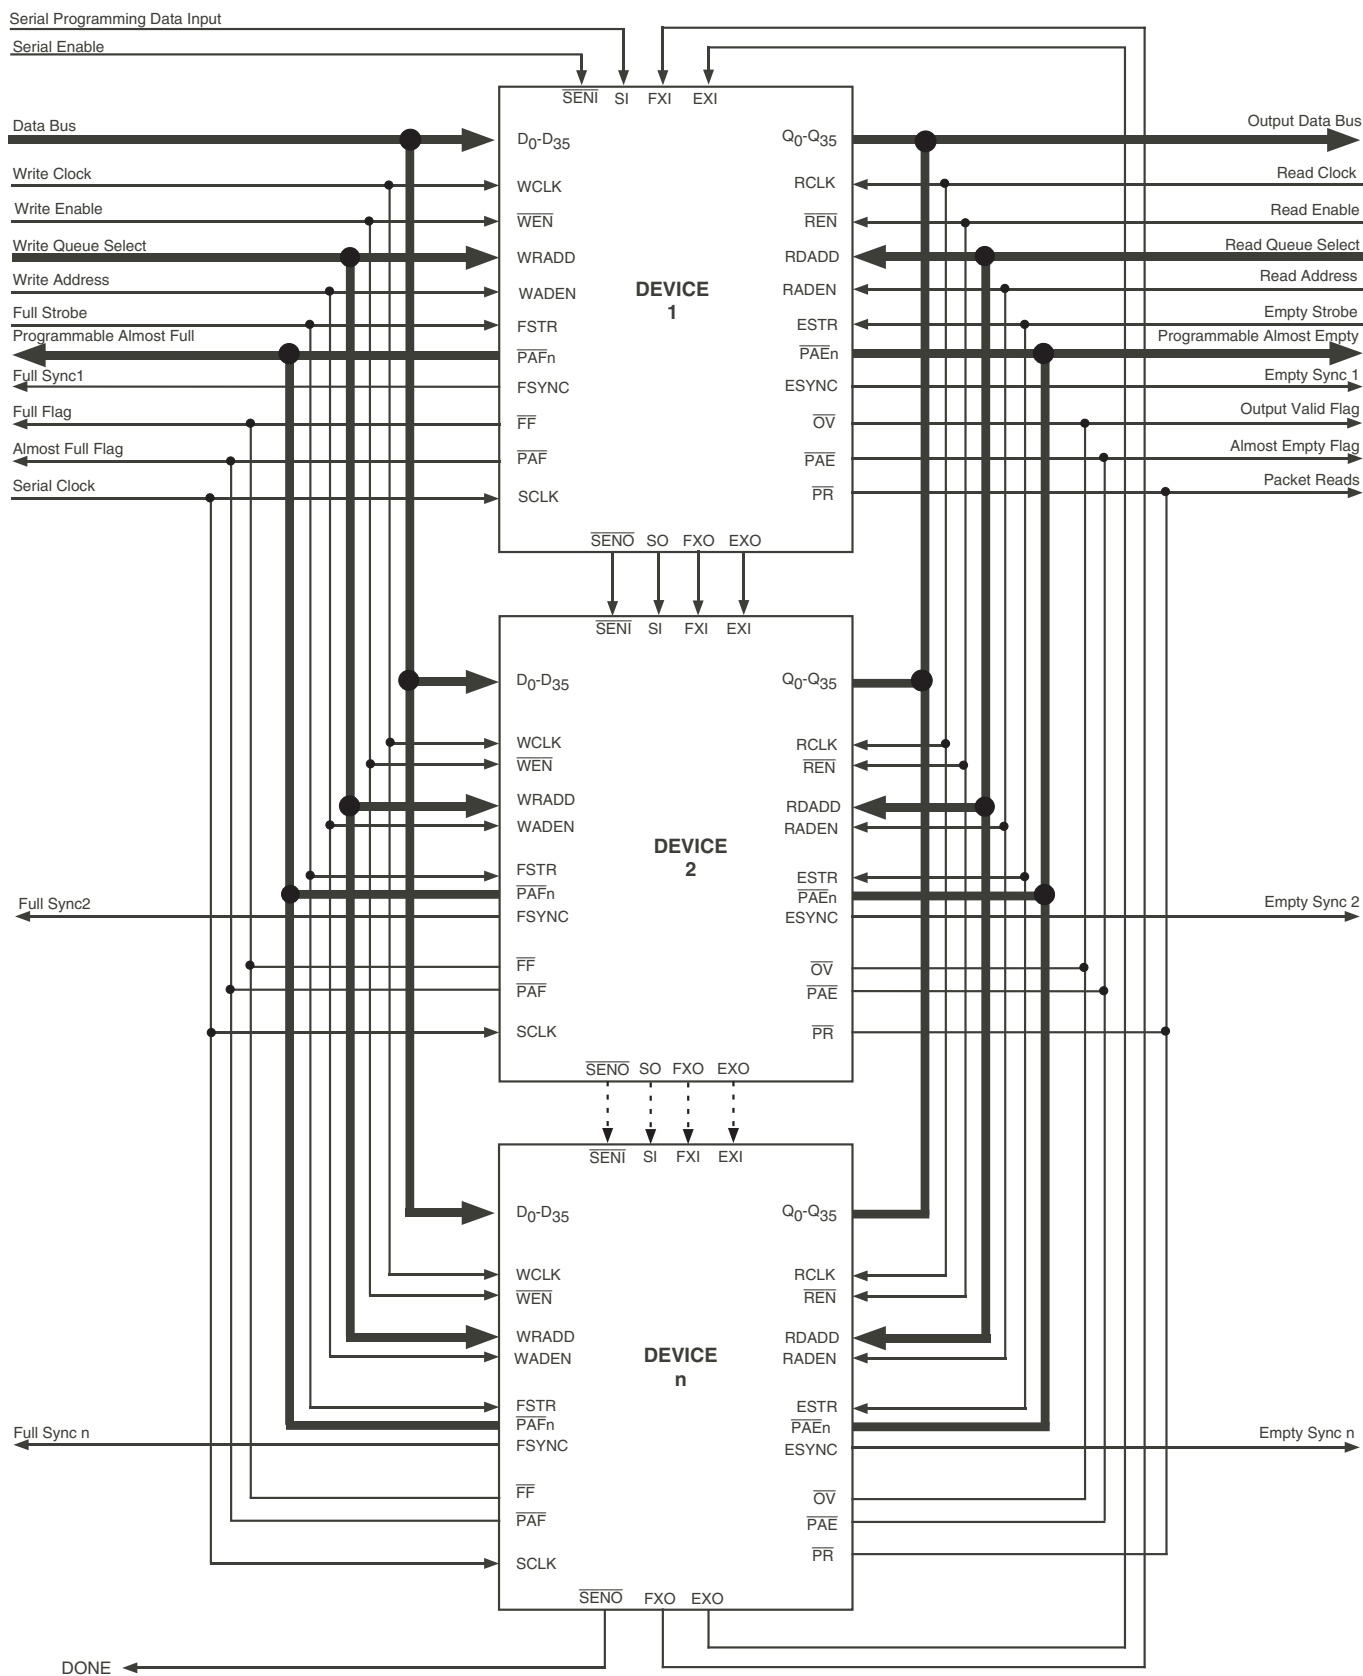 Serial Programming Data Input
Serial Enable
SENI SI FXI EXI
Data Bus
D0-D35
Q0-Q35
Output Data Bus
Write Clock
WCLK
RCLK
Read Clock
Write Enable
WEN
REN
Read Enable
Write Queue Select
WRADD
RDADD
Read Queue Select
Write Address
WADEN
DEVICE
1
RADEN
Read Address
Full Strobe
FSTR
ESTR
Empty Strobe
Programmable Almost Full
PAFn
PAEn
Programmable Almost Empty
Full Sync1
FSYNC
ESYNC
Empty Sync 1
Full Flag
FF
OV
Output Valid Flag
Almost Full Flag
PAF
PAE
Almost Empty Flag
Serial Clock
SCLK
PR
Packet Reads
SENO SO FXO EXO
SENI SI FXI EXI
D0-D35
Q0-Q35
WCLK
RCLK
WEN
REN
WRADD
RDADD
WADEN
RADEN
DEVICE
2
FSTR
ESTR
PAFn
PAEn
Full Sync2
FSYNC
ESYNC
Empty Sync 2
FF
OV
PAF
PAE
SCLK
PR
SENO SO FXO EXO
SENI SI FXI EXI
D0-D35
Q0-Q35
WCLK
RCLK
WEN
REN
WRADD
RDADD
WADEN
RADEN
DEVICE
n
FSTR
ESTR
PAFn
PAEn
Full Sync n
FSYNC
ESYNC
Empty Sync n
FF
OV
PAF
PAE
SCLK
PR
SENO FXO EXO
DONE